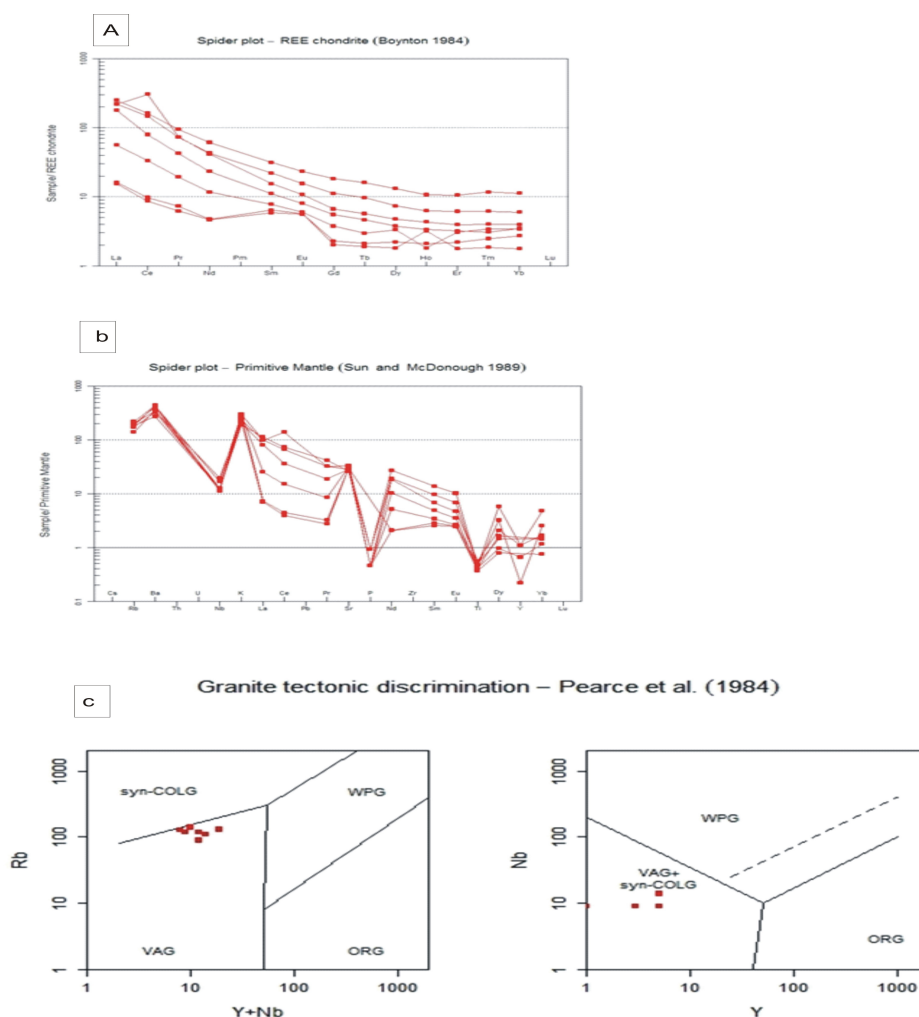 A
Spider plot – REE chondrite (Boynton 1984)
Sample/ REE chondrite
1000
100
10
1
La Pr Pm Eu Tb Ho Tm Lu
Ce Nd Sm Gd Dy Er Yb
b
Spider plot – Primitive Mantle (Sun and McDonough 1989)
Sample/ Primitive Mantle
1000
100
10
1
0.1
Cs Ba U K Ce Pr P Zr Eu Dy Yb
Rb Th Nb La Pb Sr Nd Sm Ti Y Lu
Granite tectonic discrimination – Pearce et al. (1984)
c
Rb
1000
100
10
1
syn-COLG
WPG
VAG
ORG
1 10 100 1000
Y+Nb
Nb
1000
100
10
1
WPG
VAG+
syn-COLG
ORG
1 10 100 1000
Y